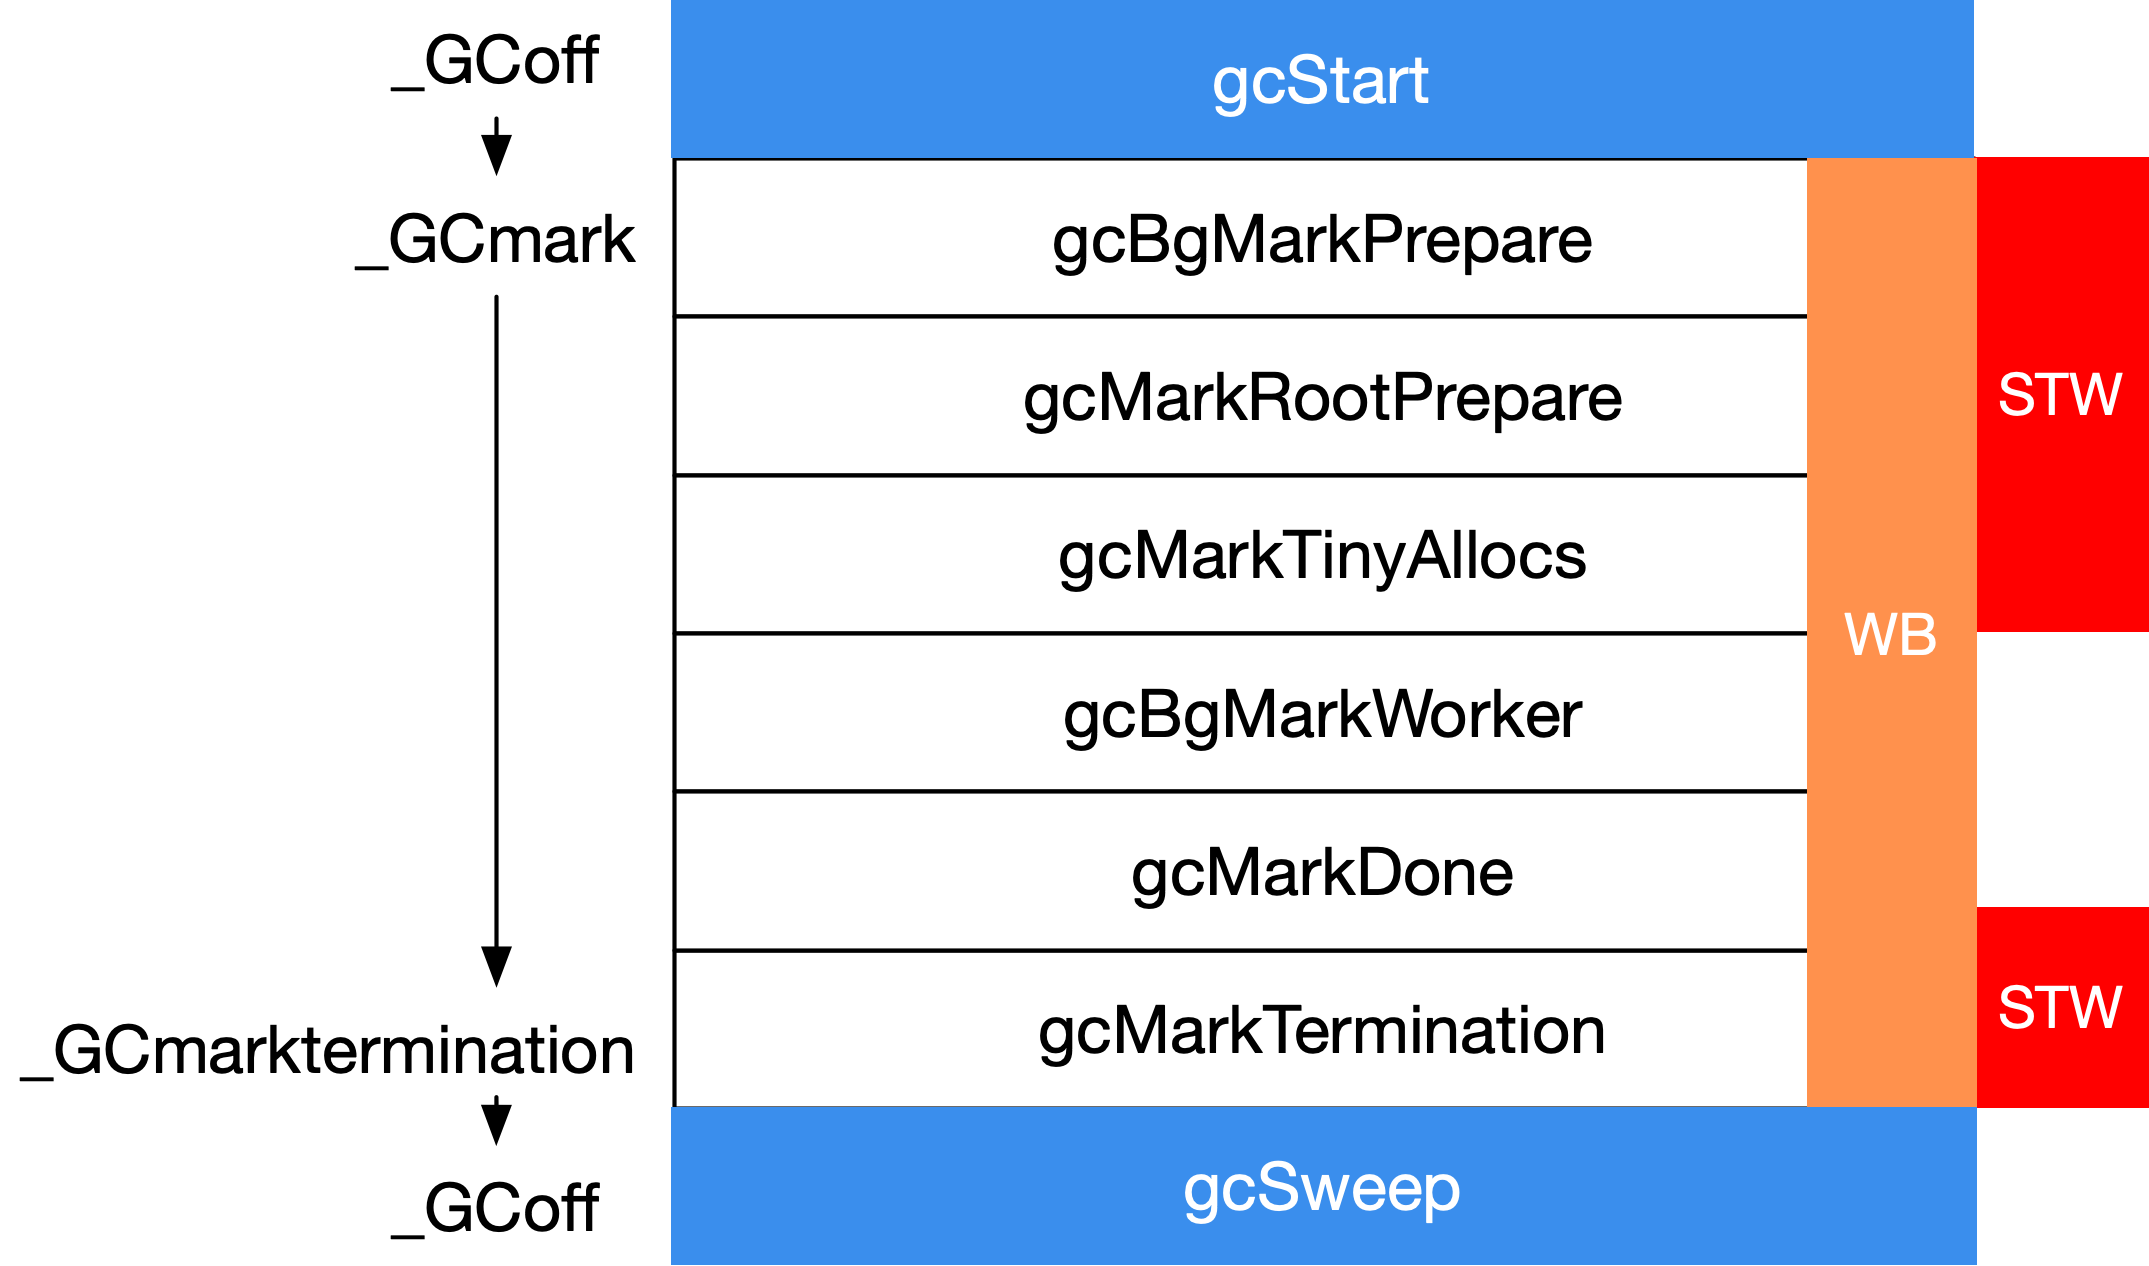 _GCoff
gcStart
_GCmark
gcBgMarkPrepare
gcMarkRootPrepare
STW
gcMarkTinyAllocs
WB
gcBgMarkWorker
gcMarkDone
_GCmarktermination
gcMarkTermination
STW
_GCoff
gcSweep